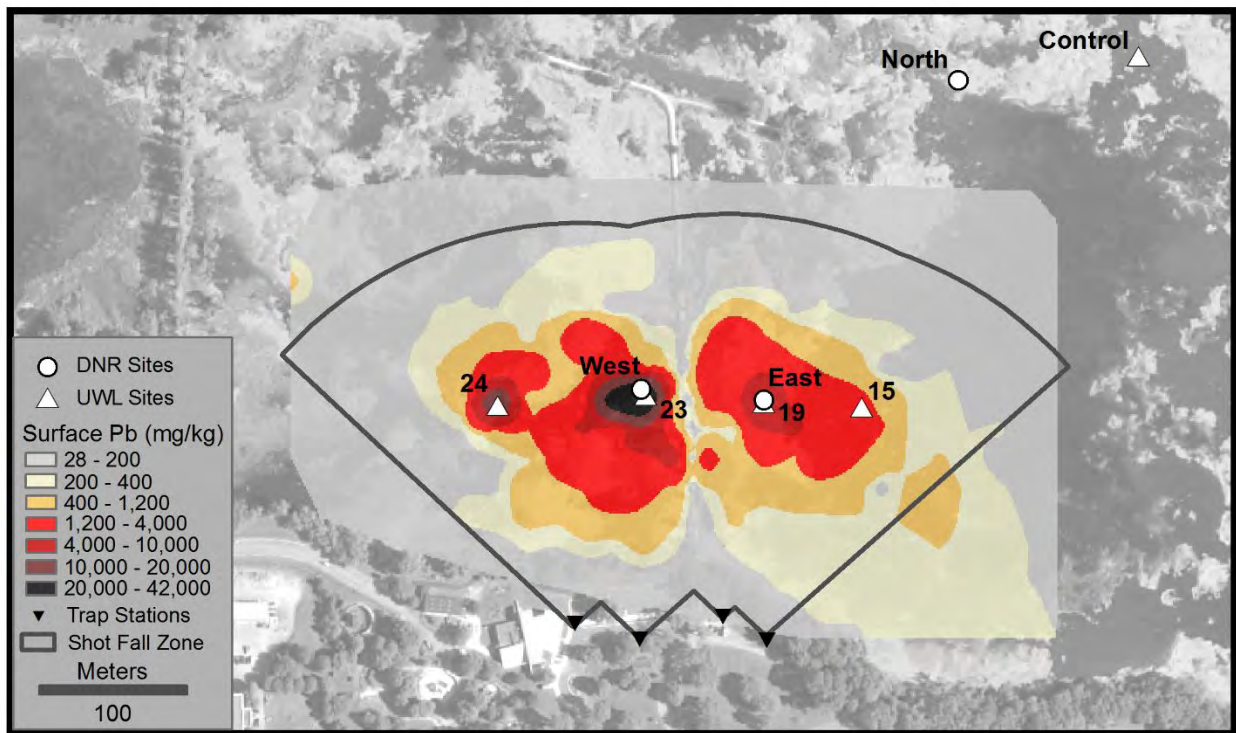 Control
North
West
East
24
23
19
15
DNR Sites
UWL Sites
Surface Pb (mg/kg)
28 - 200
200 - 400
400 - 1,200
1,200 - 4,000
4,000 - 10,000
10,000 - 20,000
20,000 - 42,000
Trap Stations
Shot Fall Zone
Meters
100